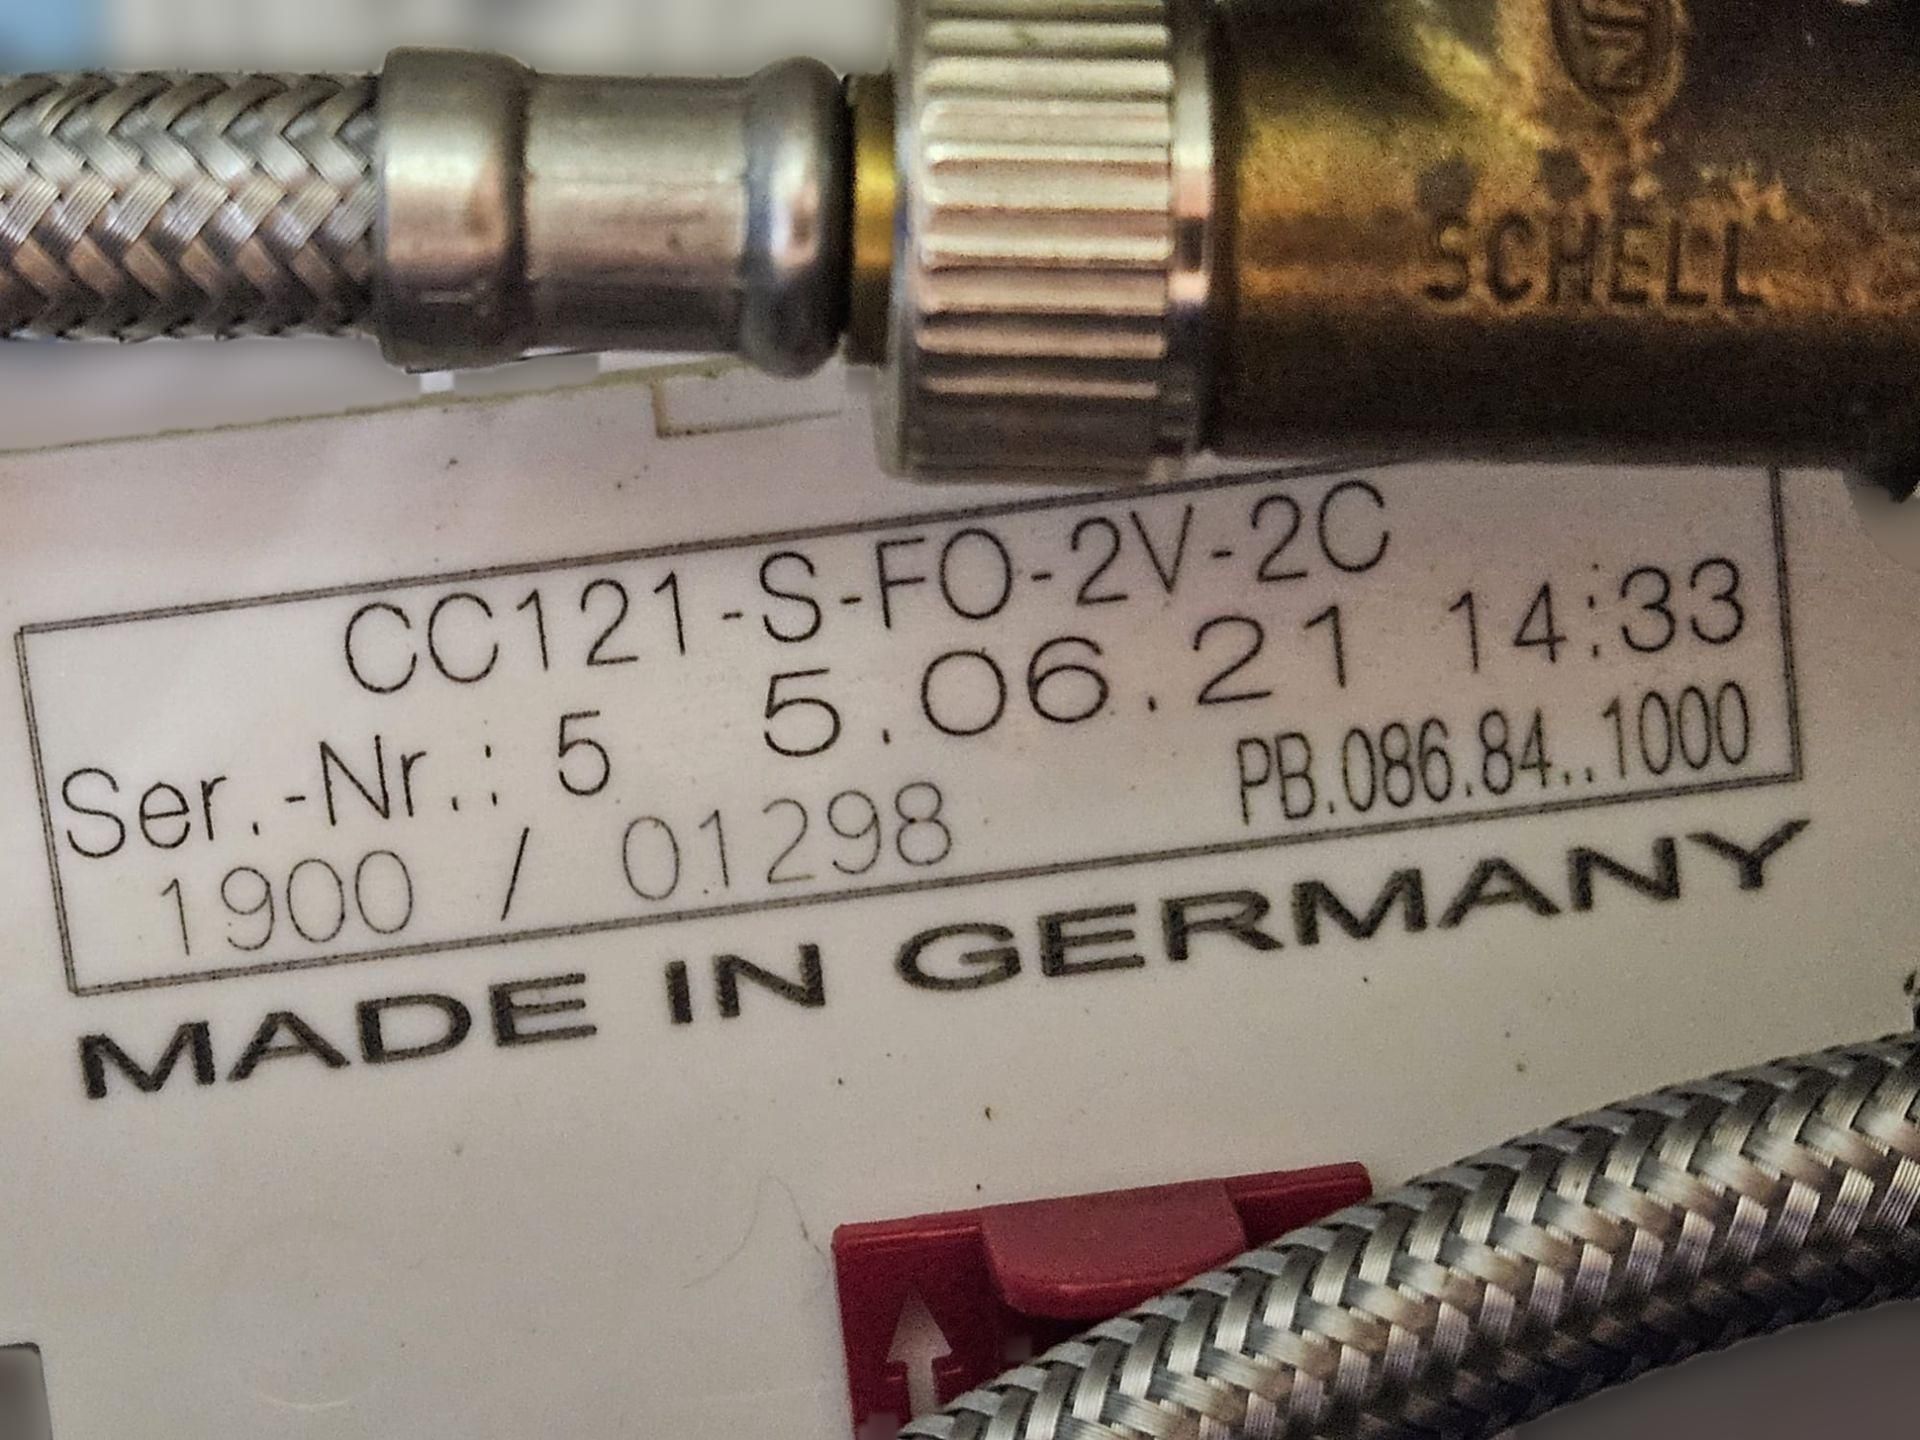 SCHELL
CC121-S-FO-2V-2C
Ser.-Nr.: 5 5.06.21 14:33
1900 / 01298 PB.086.84..1000
MADE IN GERMANY